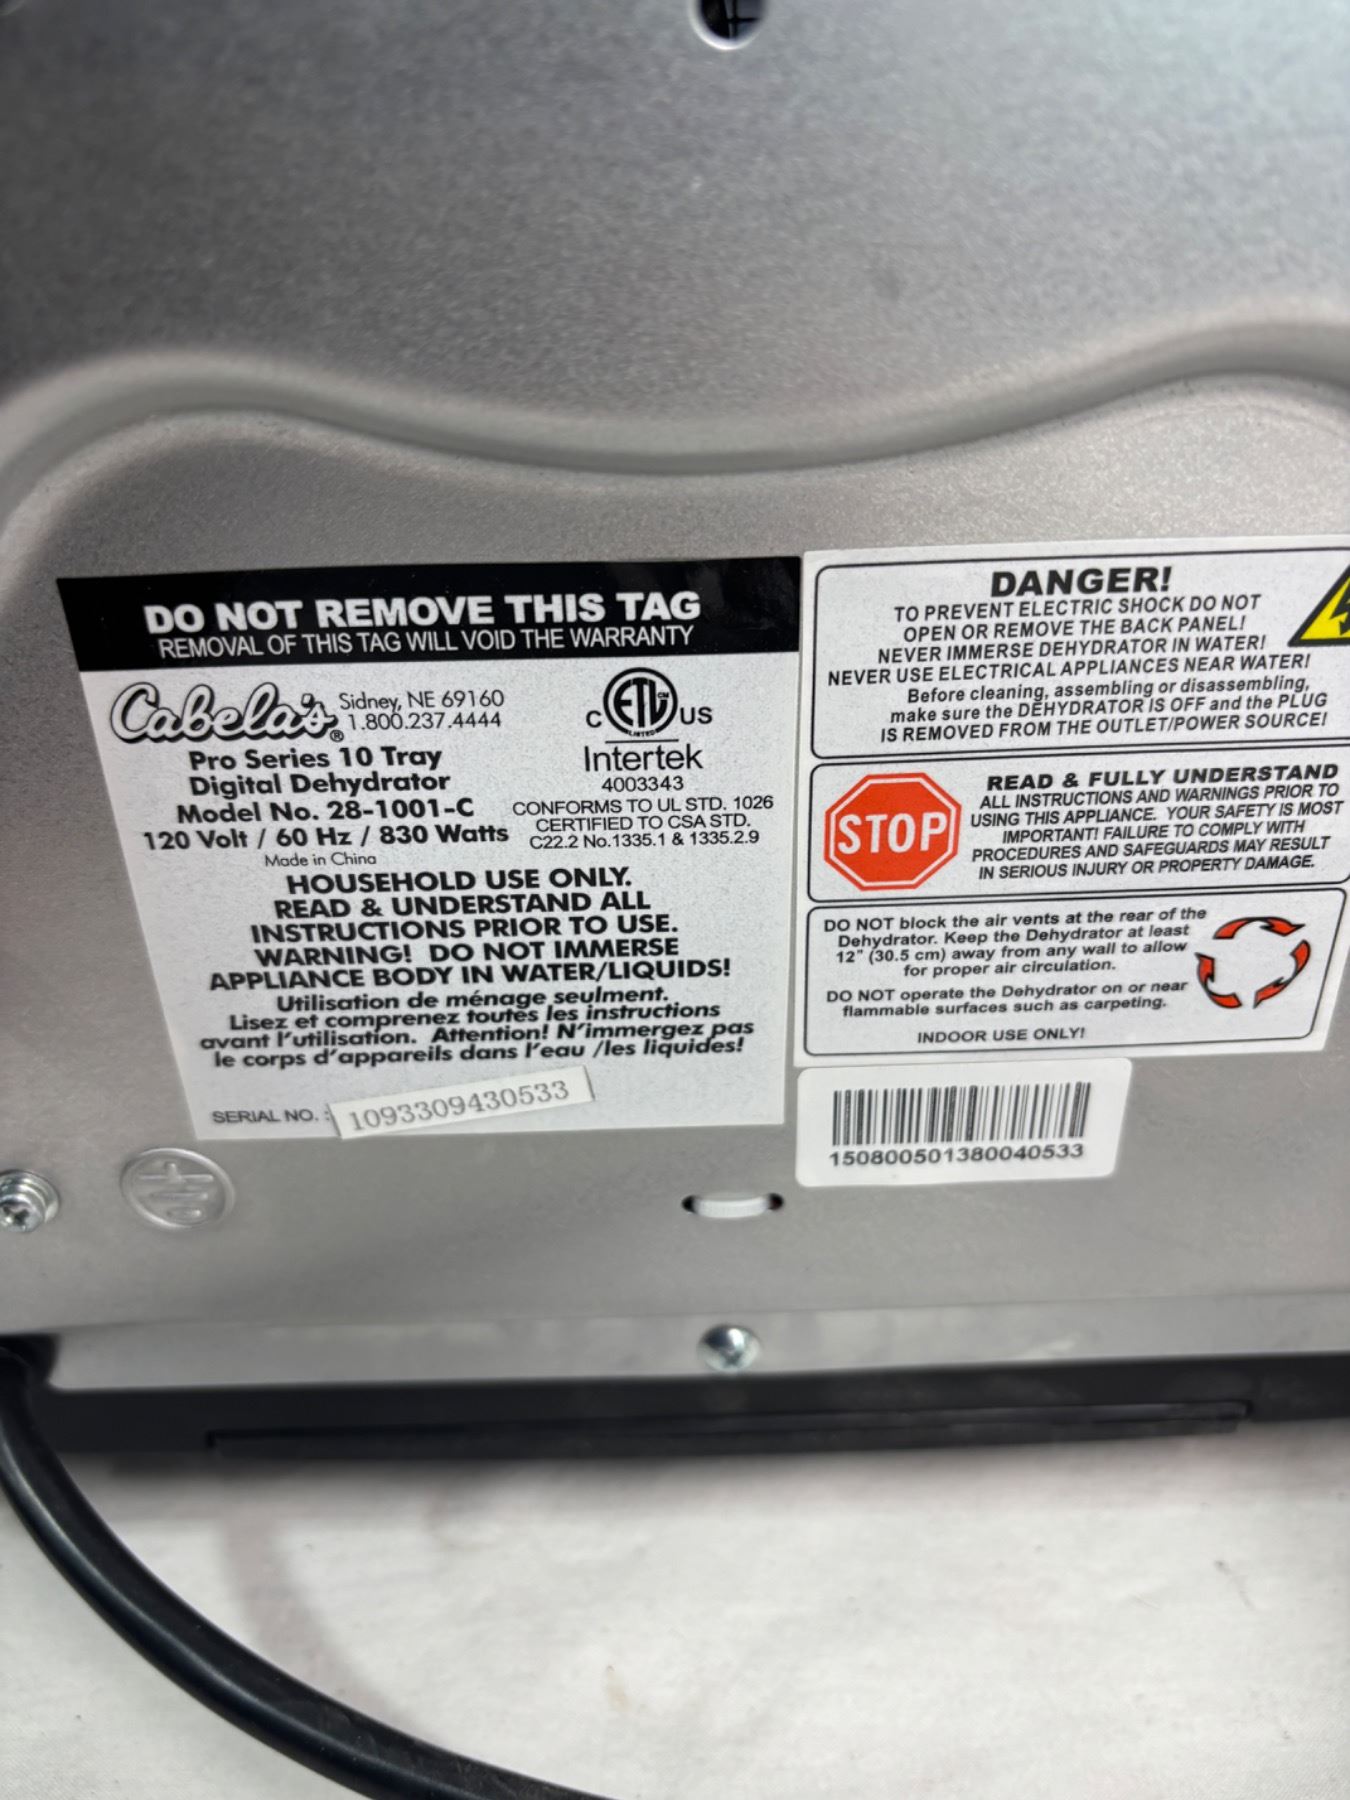 DO NOT REMOVE THIS TAG
REMOVAL OF THIS TAG WILL VOID THE WARRANTY
Cabela's® Sidney, NE 69160
1.800.237.4444
Pro Series 10 Tray
Digital Dehydrator
Model No. 28-1001-C
120 Volt / 60 Hz / 830 Watts
Made in China
C ETL CM LISTED US
Intertek
4003343
CONFORMS TO UL STD. 1026
CERTIFIED TO CSA STD.
C22.2 No.1335.1 & 1335.2.9
HOUSEHOLD USE ONLY.
READ & UNDERSTAND ALL
INSTRUCTIONS PRIOR TO USE.
WARNING! DO NOT IMMERSE
APPLIANCE BODY IN WATER/LIQUIDS!
Utilisation de ménage seulment.
Lisez et comprenez toutes les instructions
avant l'utilisation. Attention! N'immergez pas
le corps d'appareils dans l'eau /les liquides!
SERIAL NO. : 1093309430533
DANGER!
TO PREVENT ELECTRIC SHOCK DO NOT
OPEN OR REMOVE THE BACK PANEL!
NEVER IMMERSE DEHYDRATOR IN WATER!
NEVER USE ELECTRICAL APPLIANCES NEAR WATER!
Before cleaning, assembling or disassembling,
make sure the DEHYDRATOR IS OFF and the PLUG
IS REMOVED FROM THE OUTLET/POWER SOURCE!
STOP
READ & FULLY UNDERSTAND
ALL INSTRUCTIONS AND WARNINGS PRIOR TO
USING THIS APPLIANCE. YOUR SAFETY IS MOST
IMPORTANT! FAILURE TO COMPLY WITH
PROCEDURES AND SAFEGUARDS MAY RESULT
IN SERIOUS INJURY OR PROPERTY DAMAGE.
DO NOT block the air vents at the rear of the
Dehydrator. Keep the Dehydrator at least
12" (30.5 cm) away from any wall to allow
for proper air circulation.
DO NOT operate the Dehydrator on or near
flammable surfaces such as carpeting.
INDOOR USE ONLY!
150800501380040533